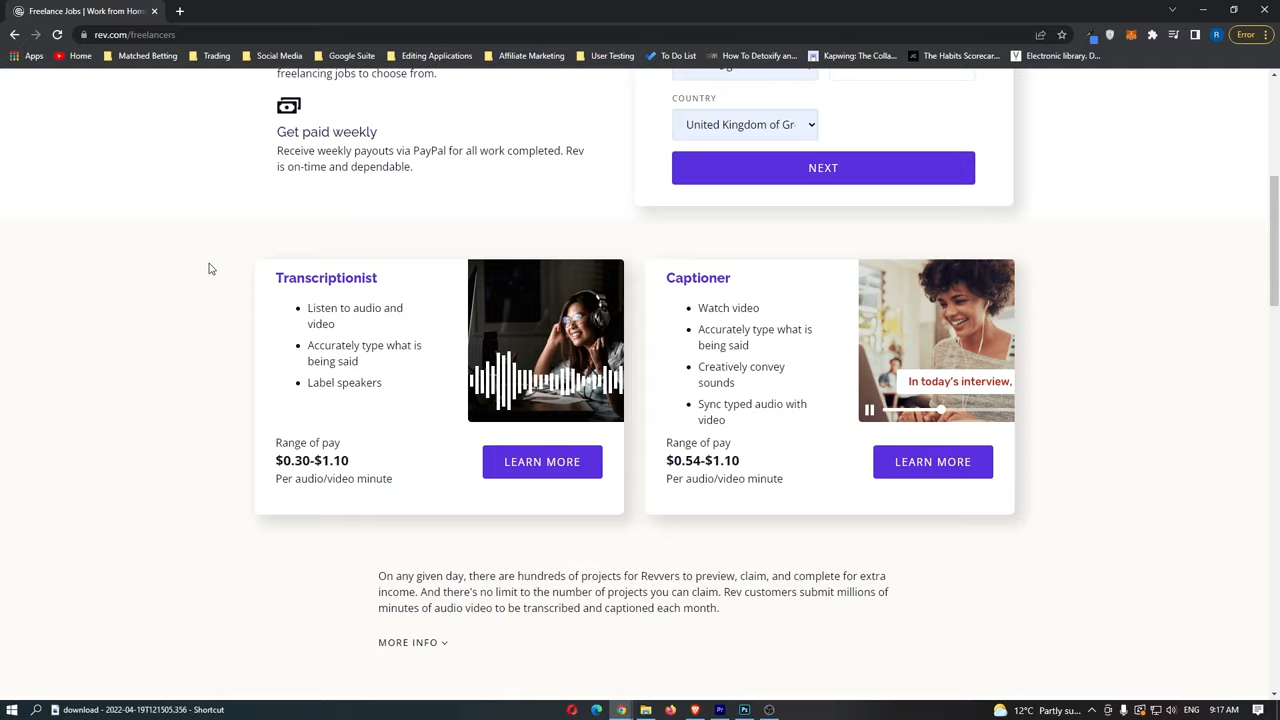 Freelance Jobs | Work from Hom
rev.com/freelancers
Error
Apps
Home
Matched Betting
Trading
Social Media
Google Suite
Editing Applications
Affiliate Marketing
User Testing
To Do List
How To Detoxify an...
Kapwing: The Colla...
The Habits Scorecar...
Electronic library. D...
freelancing jobs to choose from.
Get paid weekly
Receive weekly payouts via PayPal for all work completed. Rev
is on-time and dependable.
COUNTRY
United Kingdom of Gr
NEXT
Transcriptionist
Listen to audio and
video
Accurately type what is
being said
Label speakers
Range of pay
$0.30-$1.10
Per audio/video minute
LEARN MORE
Captioner
Watch video
Accurately type what is
being said
Creatively convey
sounds
Sync typed audio with
video
In today's interview,
Range of pay
$0.54-$1.10
Per audio/video minute
LEARN MORE
On any given day, there are hundreds of projects for Revvers to preview, claim, and complete for extra
income. And there's no limit to the number of projects you can claim. Rev customers submit millions of
minutes of audio video to be transcribed and captioned each month.
MORE INFO
download - 2022-04-19T121505.356 - Shortcut
12°C Partly su...
ENG
9:17 AM